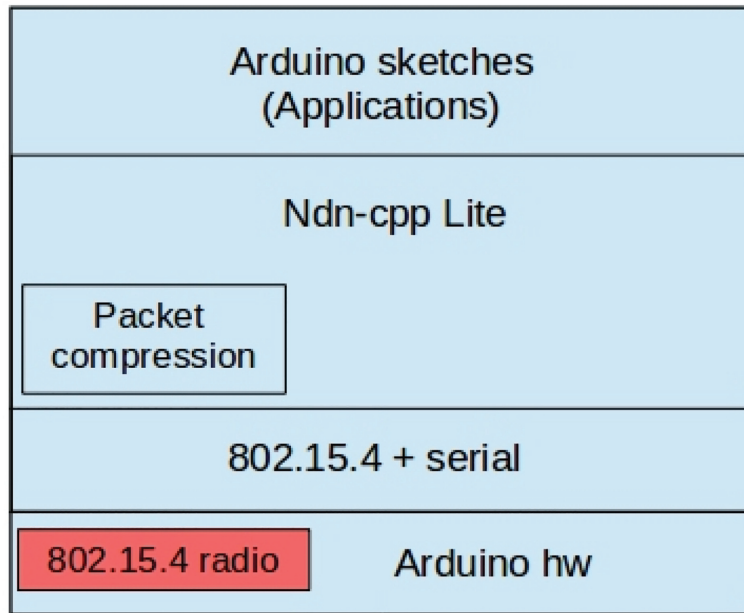 Arduino sketches
(Applications)
Ndn-cpp Lite
Packet
compression
802.15.4 + serial
802.15.4 radio
Arduino hw